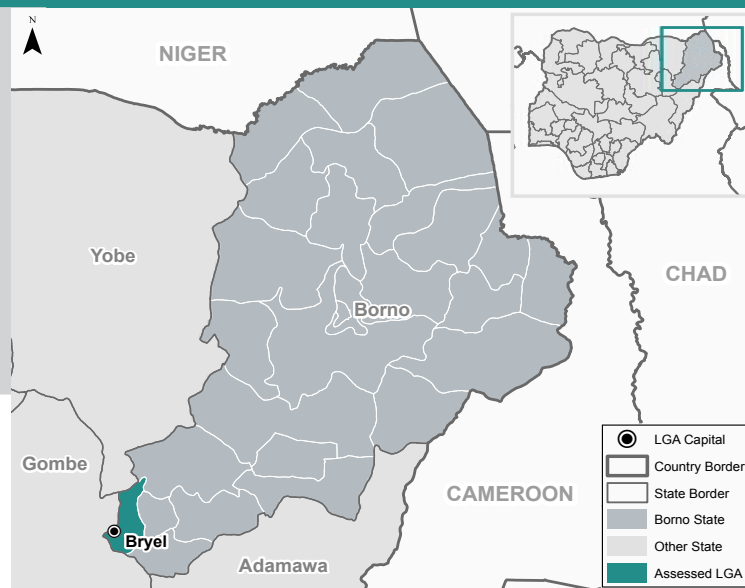 N
NIGER
Yobe
CHAD
Borno
Gombe
CAMEROON
Bryel
Adamawa
LGA Capital
Country Border
State Border
Borno State
Other State
Assessed LGA